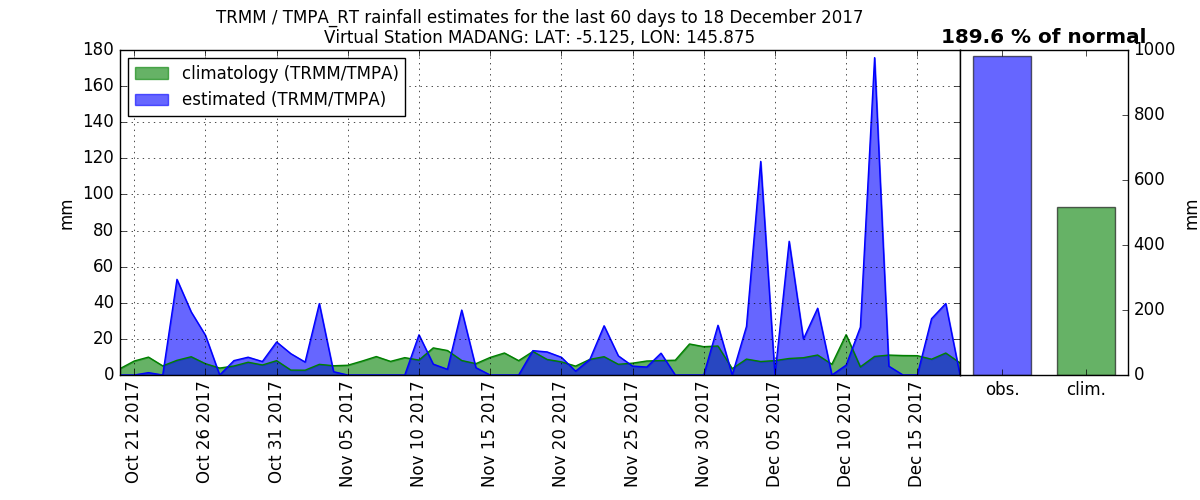 TRMM / TMPA_RT rainfall estimates for the last 60 days to 18 December 2017
Virtual Station MADANG: LAT: -5.125, LON: 145.875
189.6 % of normal
climatology (TRMM/TMPA)
estimated (TRMM/TMPA)
180
160
140
120
100
80
60
40
20
0
mm
Oct 21 2017
Oct 26 2017
Oct 31 2017
Nov 05 2017
Nov 10 2017
Nov 15 2017
Nov 20 2017
Nov 25 2017
Nov 30 2017
Dec 05 2017
Dec 10 2017
Dec 15 2017
obs.
clim.
1000
800
600
400
200
0
mm